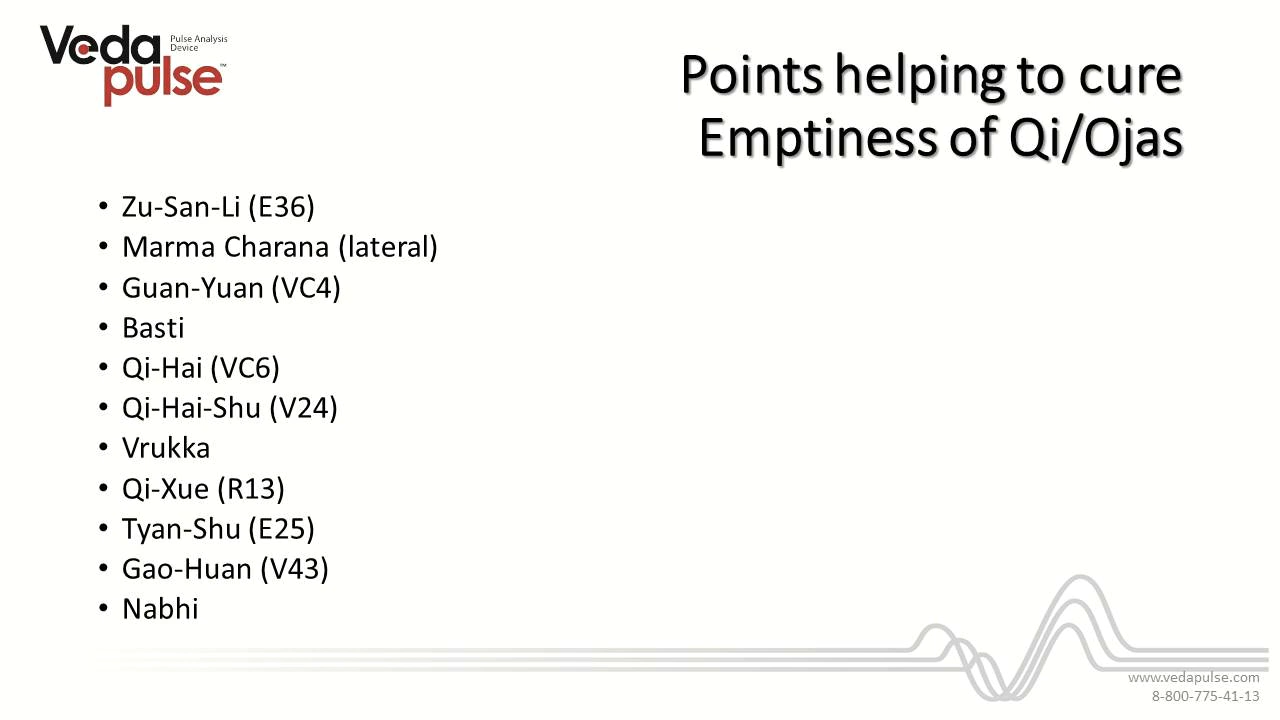 Veda
pulse™
Pulse Analysis
Device
Points helping to cure
Emptiness of Qi/Ojas
• Zu-San-Li (E36)
• Marma Charana (lateral)
• Guan-Yuan (VC4)
• Basti
• Qi-Hai (VC6)
• Qi-Hai-Shu (V24)
• Vrukka
• Qi-Xue (R13)
• Tyan-Shu (E25)
• Gao-Huan (V43)
• Nabhi
www.vedapulse.com
8-800-775-41-13